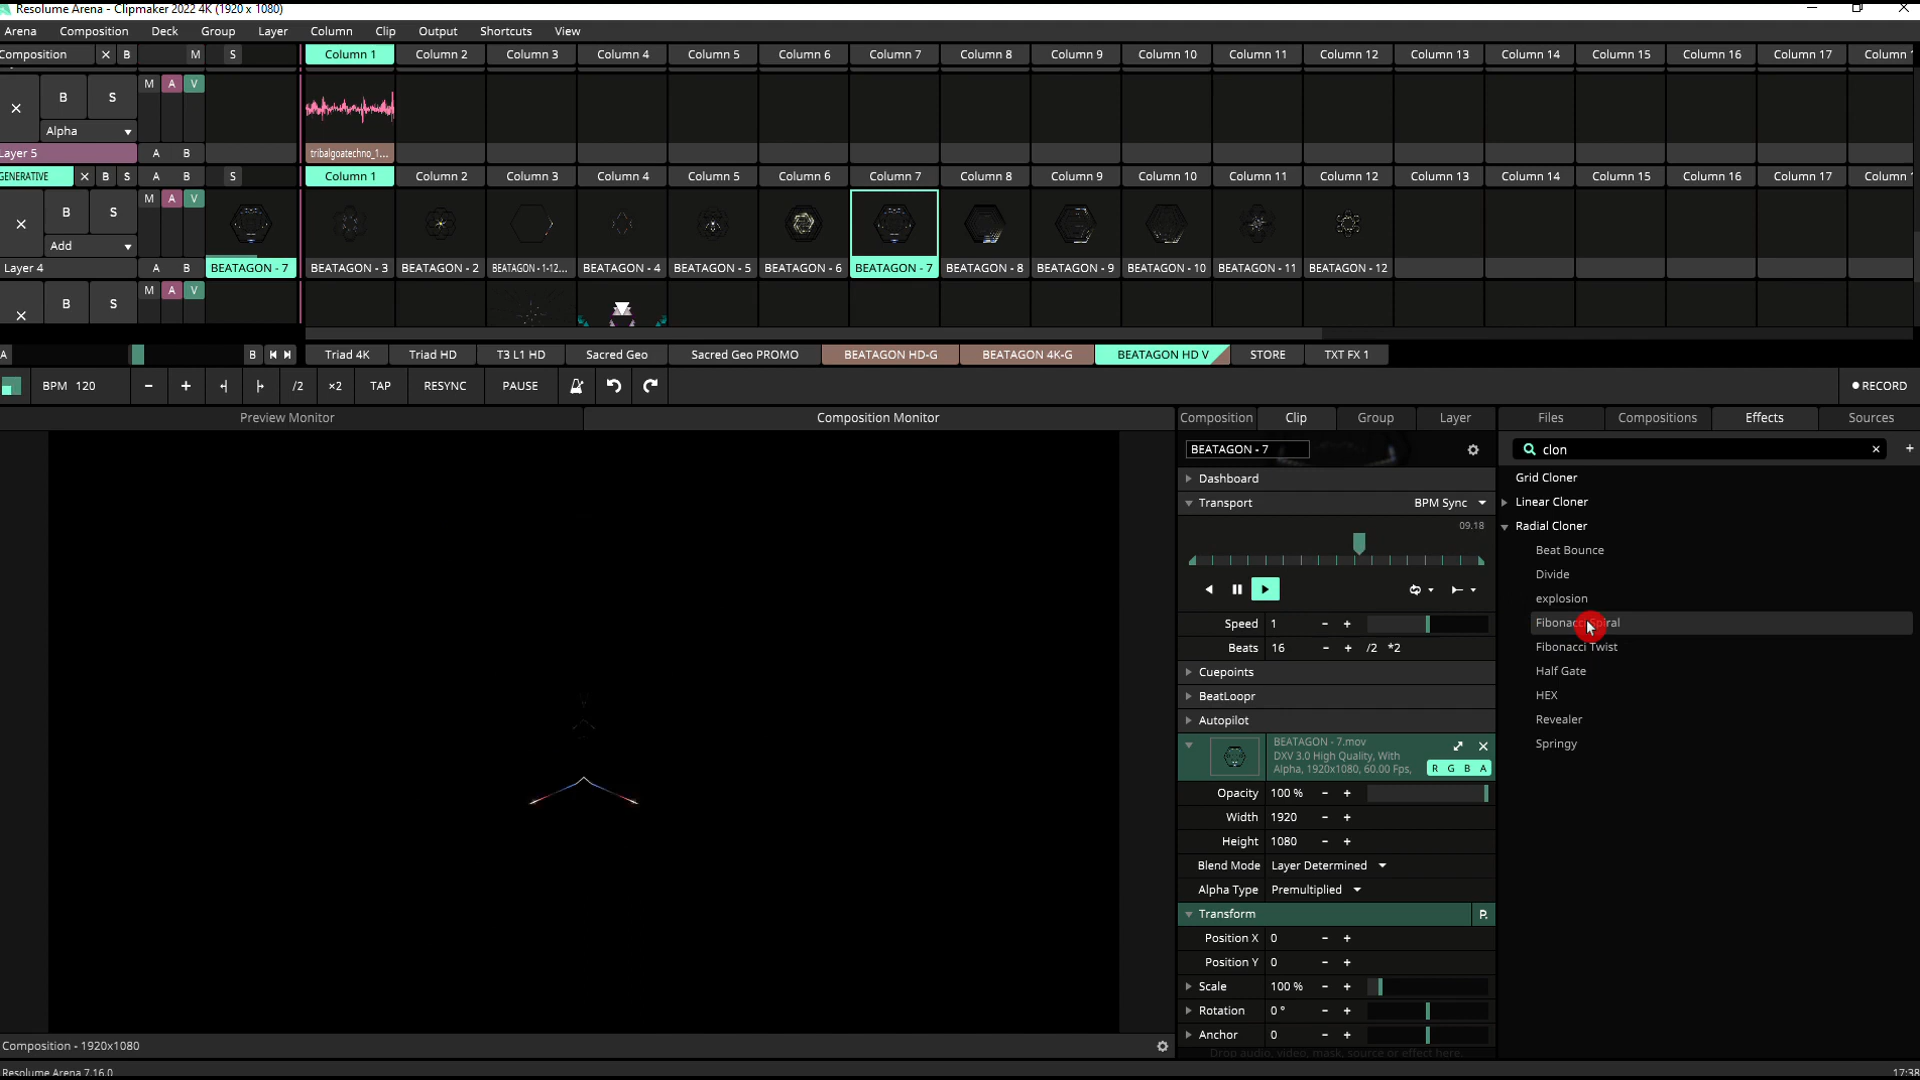 Resolume Arena - Clipmaker 2022 4K (1920 x 1080)
Arena Composition Deck Group Layer Column Clip Output Shortcuts View
Composition × B M S Column 1 Column 2 Column 3 Column 4 Column 5 Column 6 Column 7 Column 8 Column 9 Column 10 Column 11 Column 12 Column 13 Column 14 Column 15 Column 16 Column 17 Column
× B S M A V
Alpha
Layer 5 A B tribalgoatechno_1...
GENERATIVE × B S A B S Column 1 Column 2 Column 3 Column 4 Column 5 Column 6 Column 7 Column 8 Column 9 Column 10 Column 11 Column 12 Column 13 Column 14 Column 15 Column 16 Column 17 Column
× B S M A V
Add
Layer 4 A B BEATAGON - 7 BEATAGON - 3 BEATAGON - 2 BEATAGON - 1-12... BEATAGON - 4 BEATAGON - 5 BEATAGON - 6 BEATAGON - 7 BEATAGON - 8 BEATAGON - 9 BEATAGON - 10 BEATAGON - 11 BEATAGON - 12
× B S M A V
A B Triad 4K Triad HD T3 L1 HD Sacred Geo Sacred Geo PROMO BEATAGON HD-G BEATAGON 4K-G BEATAGON HD V STORE TXT FX 1
BPM 120 - + /2 ×2 TAP RESYNC PAUSE RECORD
Preview Monitor Composition Monitor Composition Clip Group Layer Files Compositions Effects Sources
BEATAGON - 7
clon × +
Dashboard
Grid Cloner
Transport BPM Sync
Linear Cloner
09.18
Radial Cloner
Beat Bounce
Divide
explosion
Fibonacci Spiral
Fibonacci Twist
Half Gate
HEX
Revealer
Springy
Speed 1 - +
Beats 16 - + /2 *2
Cuepoints
BeatLoopr
Autopilot
BEATAGON - 7.mov
DXV 3.0 High Quality, With
Alpha, 1920x1080, 60.00 Fps,
R G B A
Opacity 100 % - +
Width 1920 - +
Height 1080 - +
Blend Mode Layer Determined
Alpha Type Premultiplied
Transform P.
Position X 0 - +
Position Y 0 - +
Scale 100 % - +
Rotation 0 ° - +
Anchor 0 - +
Drop audio, video, mask, source or effect here.
Composition - 1920x1080
Resolume Arena 7.16.0 17:38